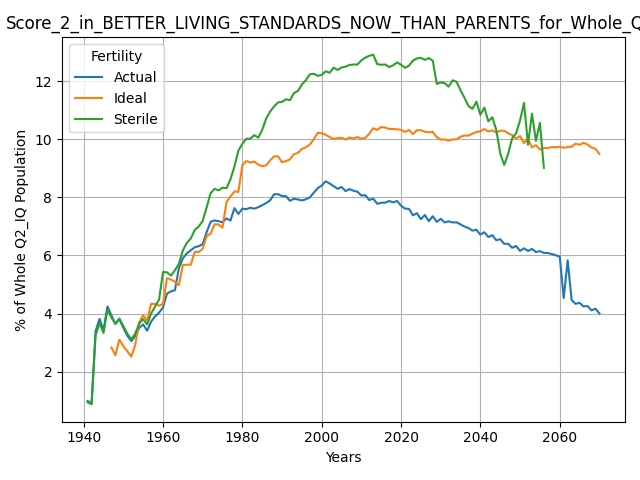 Score_2_in_BETTER_LIVING_STANDARDS_NOW_THAN_PARENTS_for_Whole_Q
Fertility
Actual
Ideal
Sterile
% of Whole Q2_IQ Population
12
10
8
6
4
2
1940 1960 1980 2000 2020 2040 2060
Years